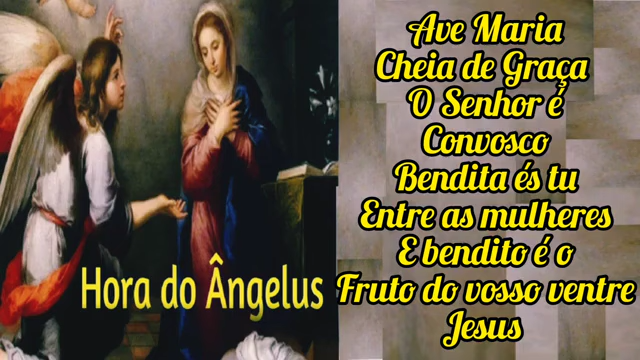 Hora do Ângelus
Ave Maria
Cheia de Graça
O Senhor é
Convosco
Bendita és tu
Entre as mulheres
E bendito é o
Fruto do vosso ventre
Jesus